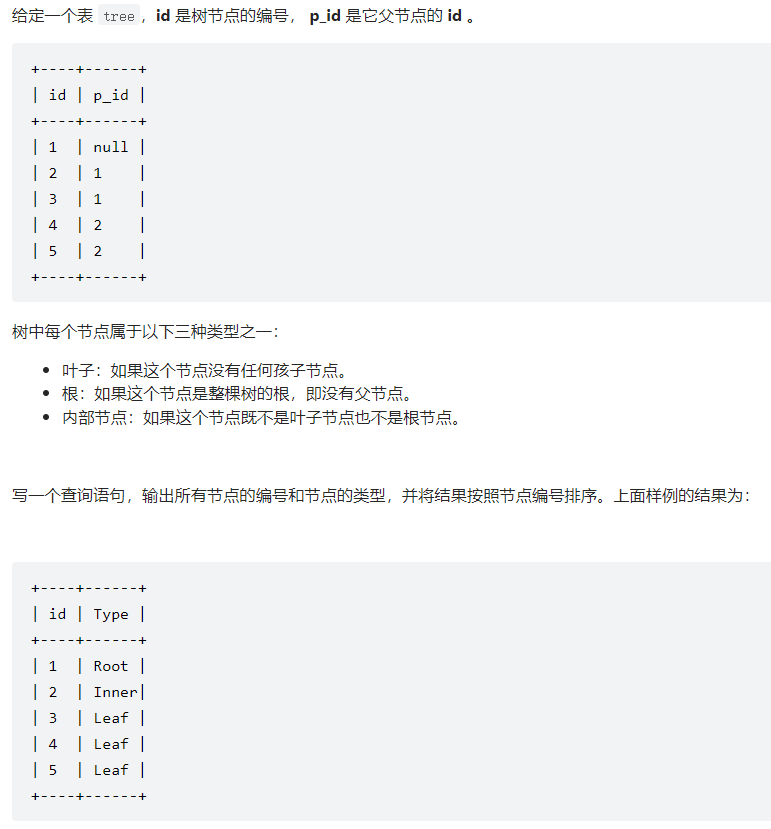 给定一个表 tree，id 是树节点的编号， p_id 是它父节点的 id 。
+----+------+
| id | p_id |
+----+------+
| 1  | null |
| 2  | 1    |
| 3  | 1    |
| 4  | 2    |
| 5  | 2    |
+----+------+
树中每个节点属于以下三种类型之一：
• 叶子：如果这个节点没有任何孩子节点。
• 根：如果这个节点是整棵树的根，即没有父节点。
• 内部节点：如果这个节点既不是叶子节点也不是根节点。
写一个查询语句，输出所有节点的编号和节点的类型，并将结果按照节点编号排序。上面样例的结果为：
+----+------+
| id | Type |
+----+------+
| 1  | Root |
| 2  | Inner|
| 3  | Leaf |
| 4  | Leaf |
| 5  | Leaf |
+----+------+